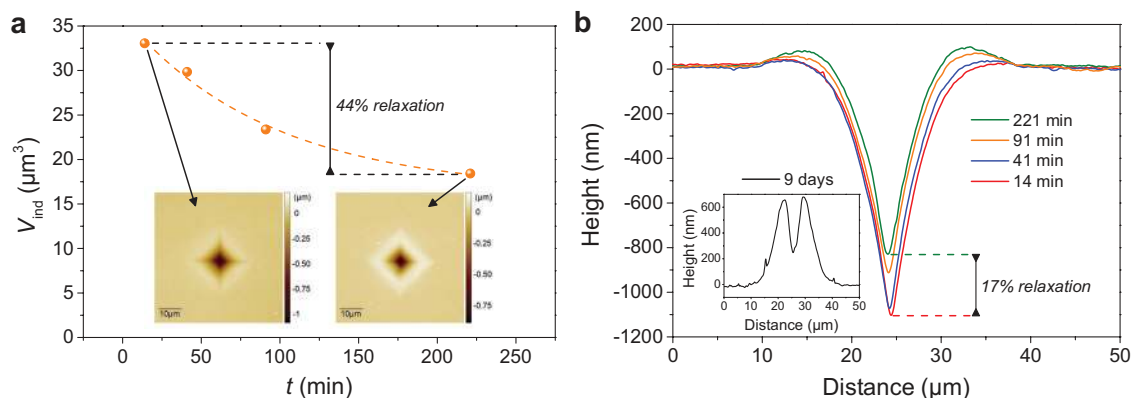 a
35
30
25
20
15
10
5
0
V_ind (μm³)
0 50 100 150 200 250
t (min)
44% relaxation
(μm)
0
-0.25
-0.50
-0.75
-1
10μm
(μm)
0
-0.25
-0.50
-0.75
10μm
b
200
0
-200
-400
-600
-800
-1000
-1200
Height (nm)
0 10 20 30 40 50
Distance (μm)
221 min
91 min
41 min
14 min
17% relaxation
9 days
600
400
200
0
Height (nm)
0 10 20 30 40 50
Distance (μm)